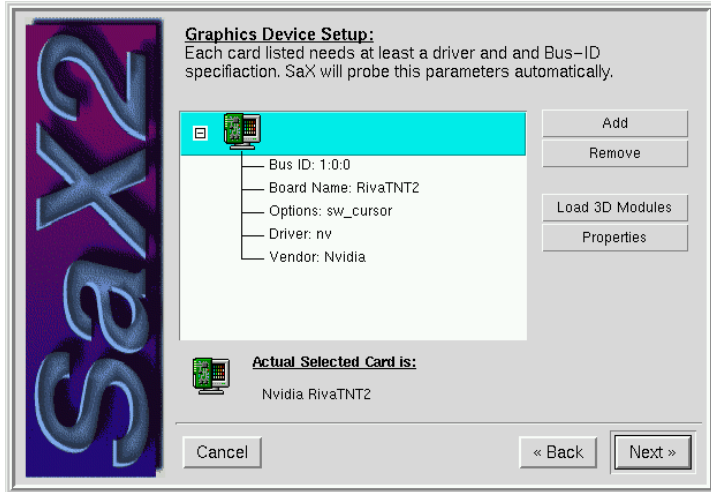 SaX2
Graphics Device Setup:
Each card listed needs at least a driver and and Bus-ID
specifiaction. SaX will probe this parameters automatically.
Bus ID: 1:0:0
Board Name: RivaTNT2
Options: sw_cursor
Driver: nv
Vendor: Nvidia
Add
Remove
Load 3D Modules
Properties
Actual Selected Card is:
Nvidia RivaTNT2
Cancel
« Back
Next »